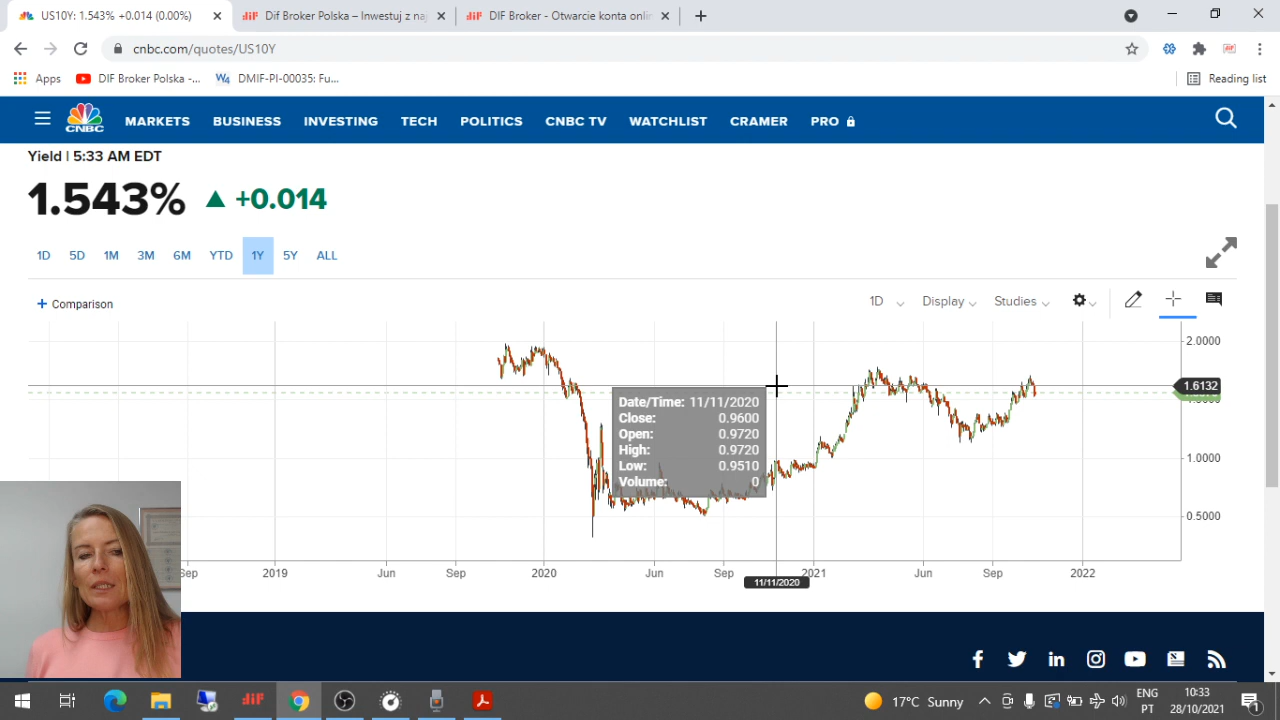 US10Y: 1.543% +0.014 (0.00%)
Dif Broker Polska – Inwestuj z naj
DIF Broker - Otwarcie konta onlin
cnbc.com/quotes/US10Y
Apps
DIF Broker Polska -...
DMIF-PI-00035: Fu...
Reading list
CNBC
MARKETS BUSINESS INVESTING TECH POLITICS CNBC TV WATCHLIST CRAMER PRO
Yield | 5:33 AM EDT
1.543% +0.014
1D 5D 1M 3M 6M YTD 1Y 5Y ALL
+ Comparison
1D Display Studies
2.0000
1.6132
Date/Time: 11/11/2020
Close: 0.9600
Open: 0.9720
High: 0.9720
Low: 0.9510
Volume: 0
1.0000
0.5000
Sep 2019 Jun Sep 2020 Jun Sep 2021 Jun Sep 2022
11/11/2020
17°C Sunny
ENG
PT
10:33
28/10/2021